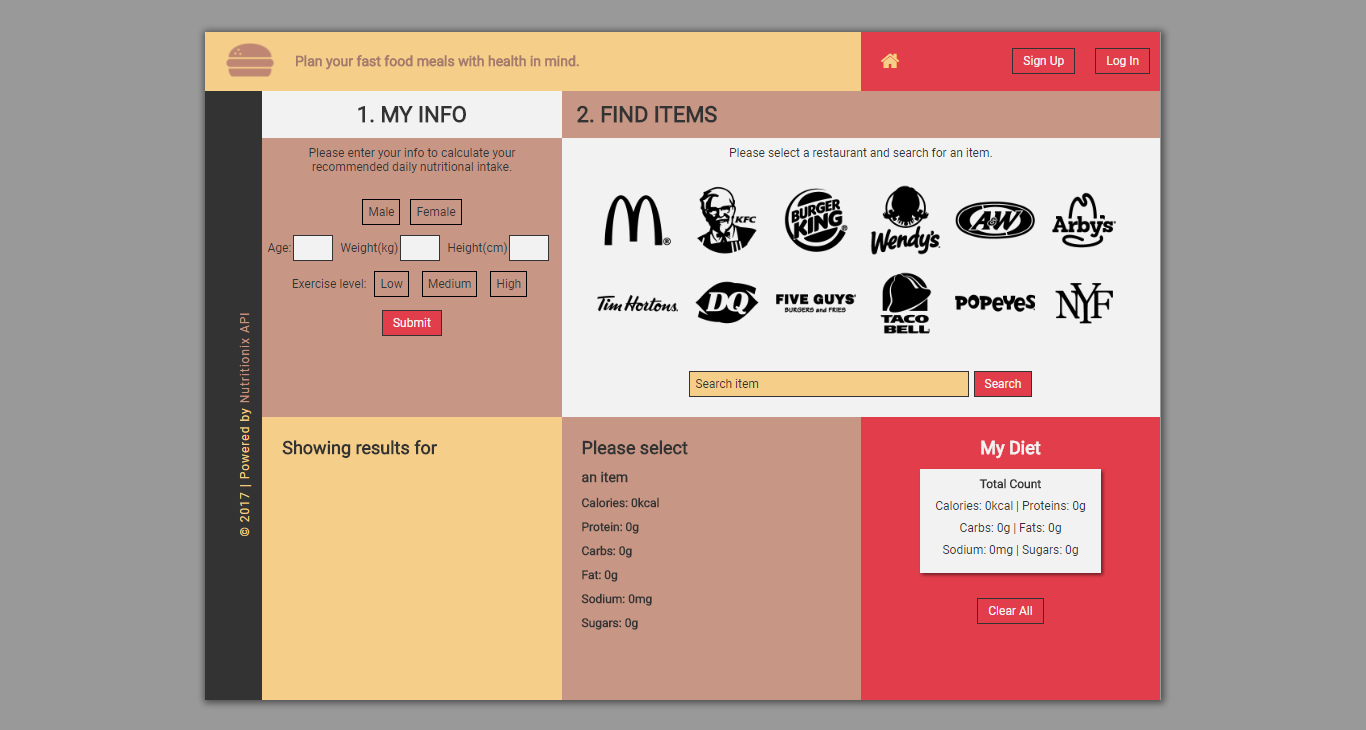 Plan your fast food meals with health in mind.
Sign Up
Log In
1. MY INFO
2. FIND ITEMS
Please enter your info to calculate your
recommended daily nutritional intake.
Male
Female
Age:
Weight(kg)
Height(cm)
Exercise level:
Low
Medium
High
Submit
Please select a restaurant and search for an item.
KFC
BURGER
KING
Wendy's
A&W
Arby's
Tim Hortons
DQ
FIVE GUYS
BURGERS and FRIES
TACO
BELL
POPEYES
NYF
Search item
Search
© 2017 | Powered by Nutritionix API
Showing results for
Please select
an item
Calories: 0kcal
Protein: 0g
Carbs: 0g
Fat: 0g
Sodium: 0mg
Sugars: 0g
My Diet
Total Count
Calories: 0kcal | Proteins: 0g
Carbs: 0g | Fats: 0g
Sodium: 0mg | Sugars: 0g
Clear All